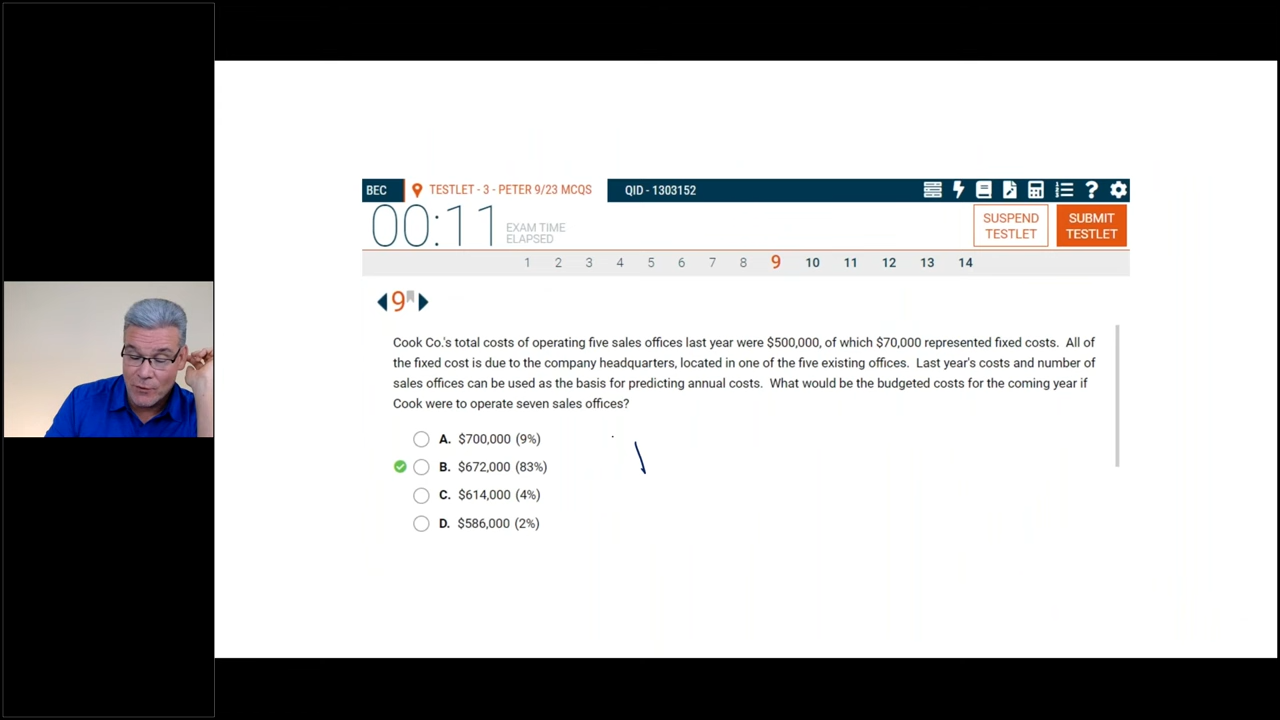 BEC TESTLET - 3 - PETER 9/23 MCQS QID - 1303152
00:11 EXAM TIME ELAPSED
SUSPEND TESTLET
SUBMIT TESTLET
1 2 3 4 5 6 7 8 9 10 11 12 13 14
9
Cook Co.'s total costs of operating five sales offices last year were $500,000, of which $70,000 represented fixed costs. All of
the fixed cost is due to the company headquarters, located in one of the five existing offices. Last year's costs and number of
sales offices can be used as the basis for predicting annual costs. What would be the budgeted costs for the coming year if
Cook were to operate seven sales offices?
A. $700,000 (9%)
B. $672,000 (83%)
C. $614,000 (4%)
D. $586,000 (2%)